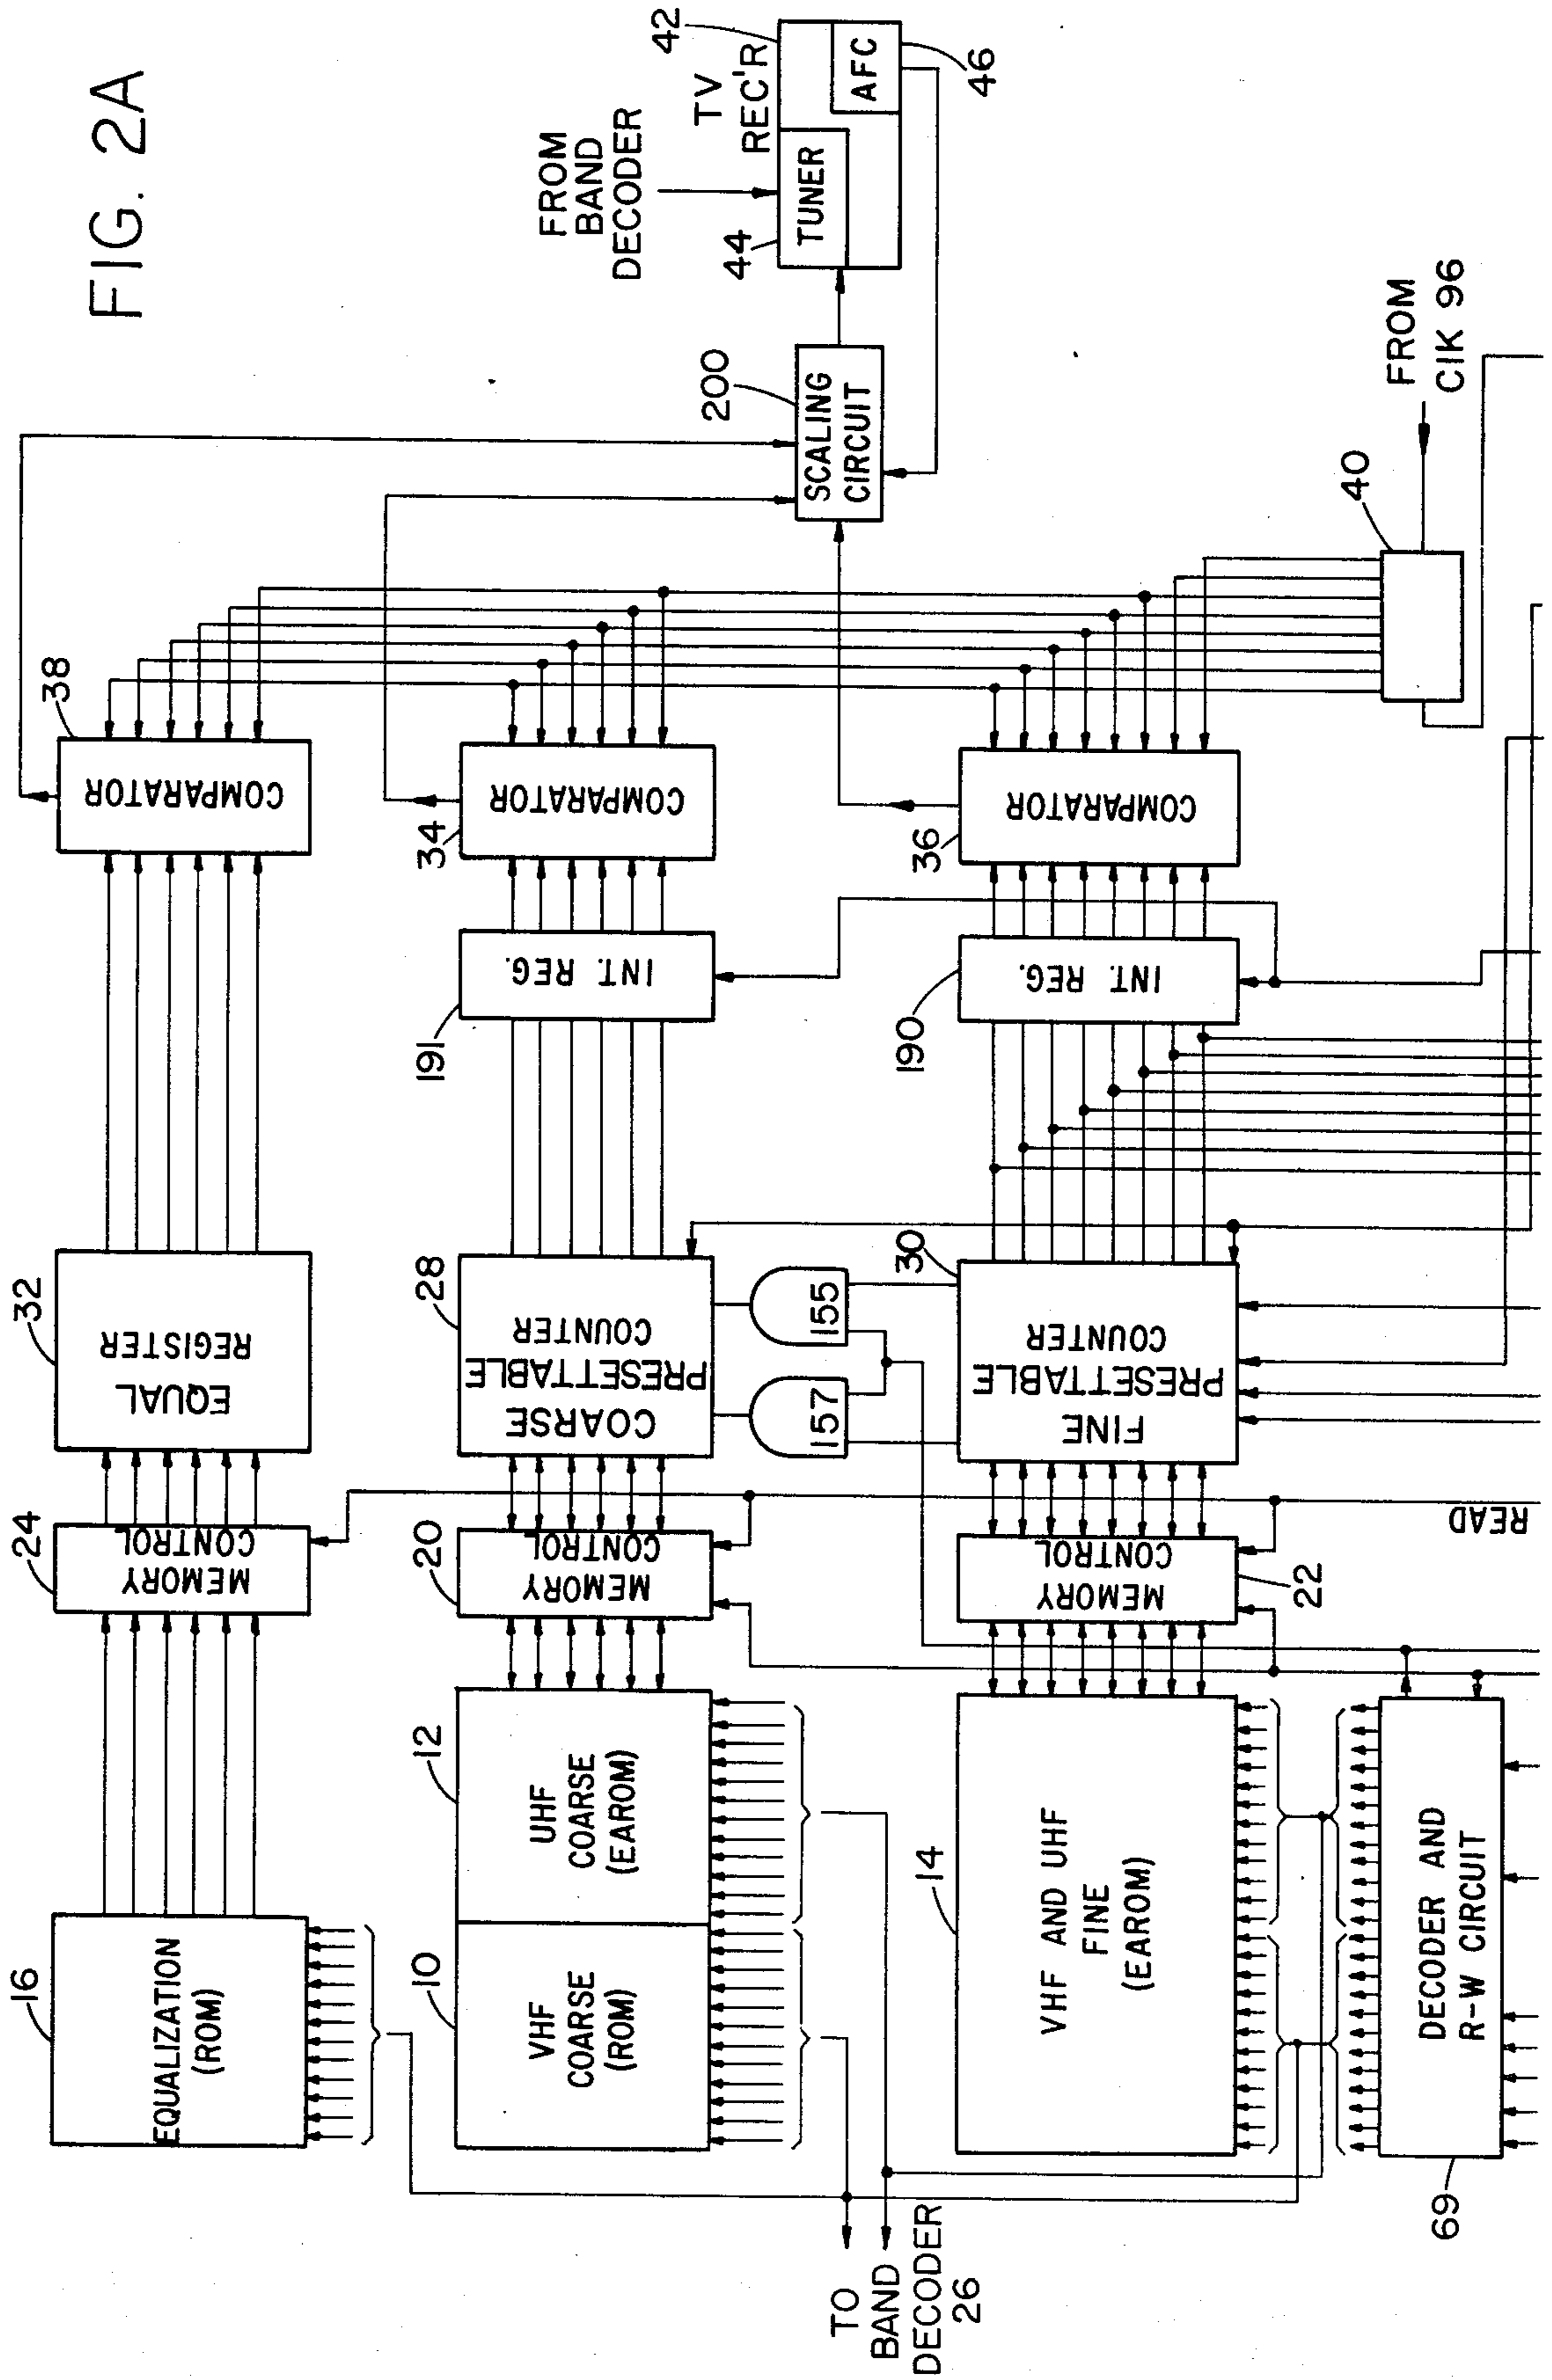 FIG. 2A
16
EQUALIZATION
(ROM)
24
MEMORY
CONTROL
32
EQUAL
REGISTER
38
COMPARATOR
10
VHF
COARSE
(ROM)
12
UHF
COARSE
(EAROM)
20
MEMORY
CONTROL
28
COARSE
PRESETTABLE
COUNTER
191
INT. REG.
34
COMPARATOR
157
155
200
SCALING
CIRCUIT
FROM
BAND
DECODER
44
TUNER
TV
REC'R
42
AFC
46
TO
BAND
DECODER
26
14
VHF AND UHF
FINE
(EAROM)
22
MEMORY
CONTROL
30
FINE
PRESETTABLE
COUNTER
190
INT. REG.
36
COMPARATOR
40
FROM
CIK 96
69
DECODER AND
R-W CIRCUIT
READ